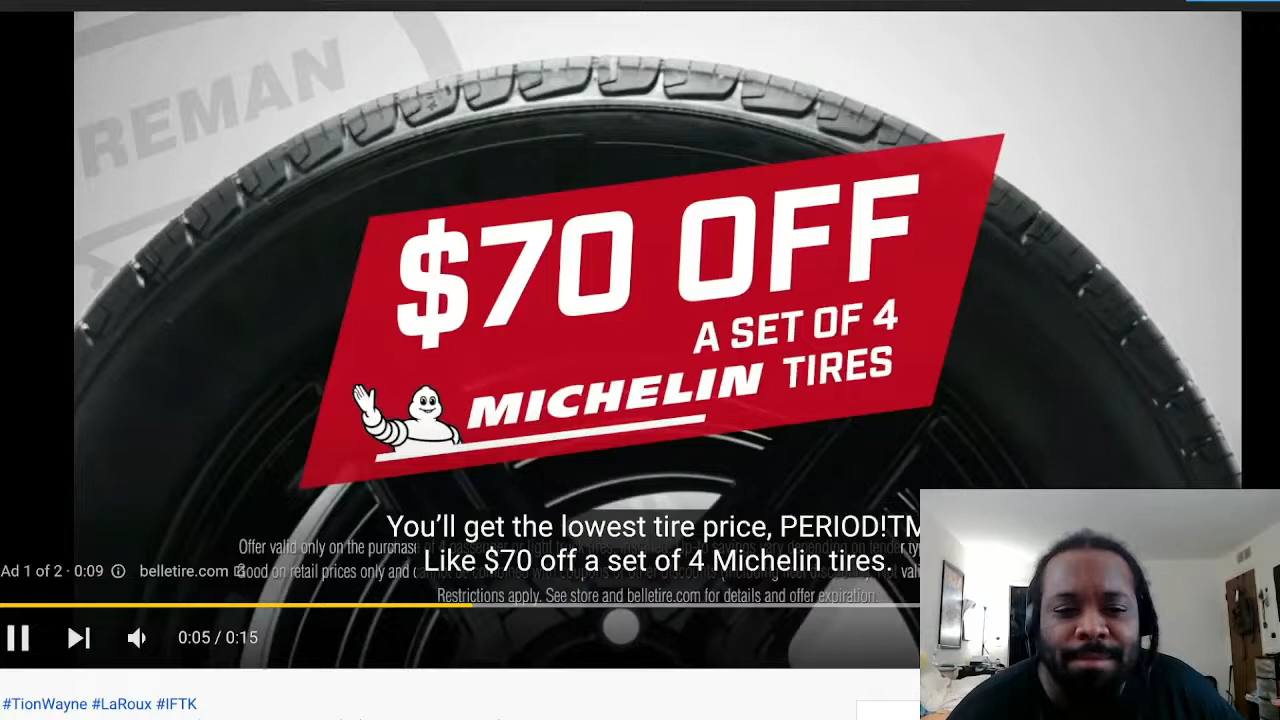 REMAN
$70 OFF
A SET OF 4
MICHELIN TIRES
You’ll get the lowest tire price, PERIOD!TM
Like $70 off a set of 4 Michelin tires.
Offer valid only on the purchase
Ad 1 of 2 · 0:09 belletire.com
Good on retail prices only and
Restrictions apply. See store and belletire.com for details and offer expiration.
0:05 / 0:15
#TionWayne #LaRoux #IFTK